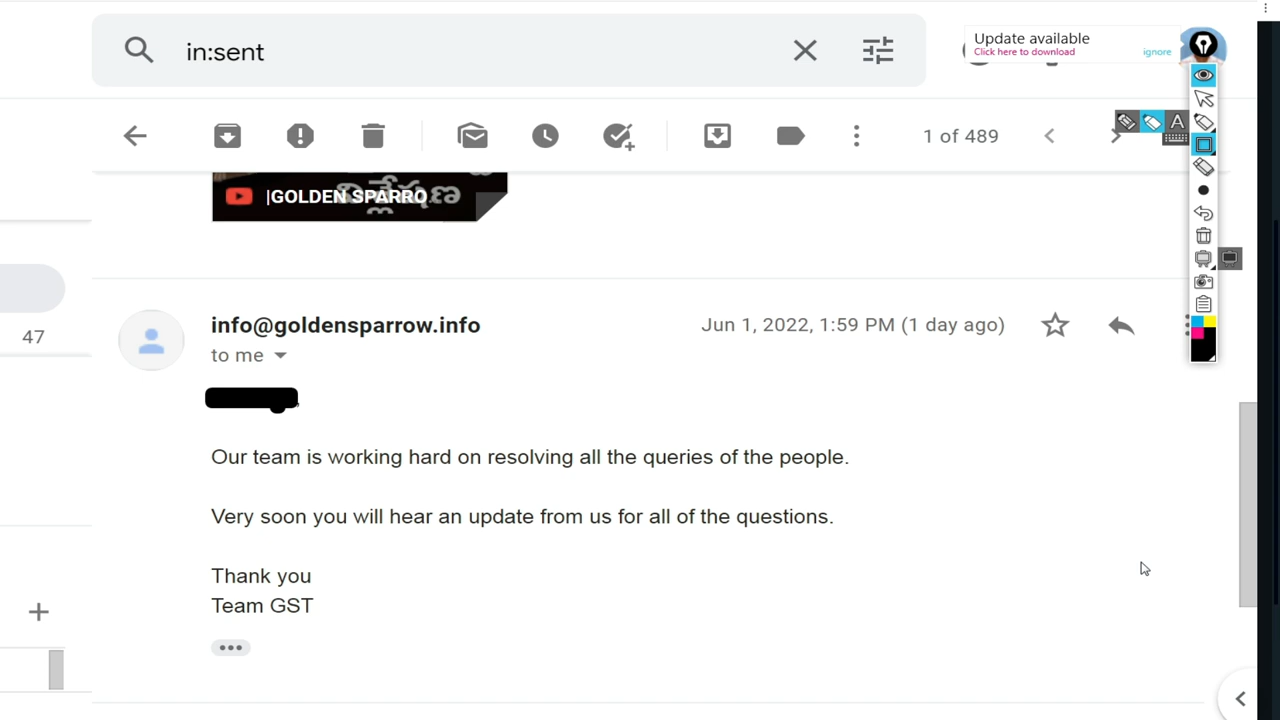 in:sent
Update available
Click here to download
ignore
1 of 489
|GOLDEN SPARRO
47
info@goldensparrow.info
Jun 1, 2022, 1:59 PM (1 day ago)
to me
Our team is working hard on resolving all the queries of the people.
Very soon you will hear an update from us for all of the questions.
Thank you
Team GST